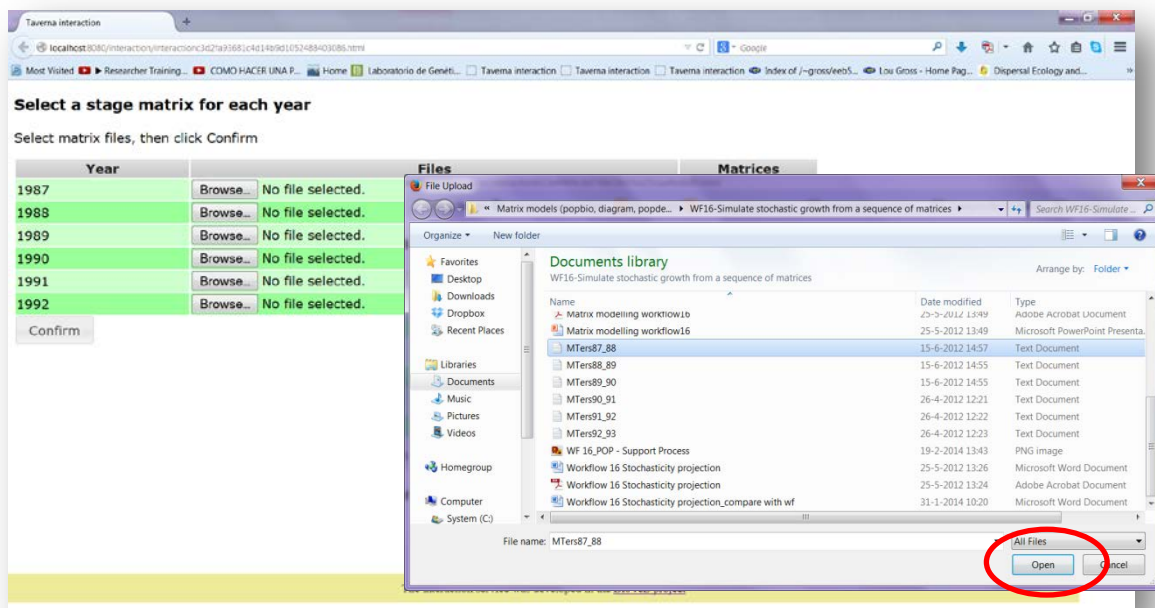 Taverna interaction
localhost:8080/interaction/interactionc3d2fa93681c4d14b9d1052488403086.html
Google
Most Visited Researcher Training... COMO HACER UNA P... Home Laboratorio de Genéti... Taverna interaction Taverna interaction Taverna interaction Index of /~gross/eeb5... Lou Gross - Home Pag... Dispersal Ecology and...
Select a stage matrix for each year
Select matrix files, then click Confirm
Year Files Matrices
1987 Browse... No file selected.
1988 Browse... No file selected.
1989 Browse... No file selected.
1990 Browse... No file selected.
1991 Browse... No file selected.
1992 Browse... No file selected.
Confirm
File Upload
« Matrix models (popbio, diagram, popde... WF16-Simulate stochastic growth from a sequence of matrices
Search WF16-Simulate ...
Organize New folder
Favorites
Desktop
Downloads
Dropbox
Recent Places
Libraries
Documents
Music
Pictures
Videos
Homegroup
Computer
System (C:)
Documents library
WF16-Simulate stochastic growth from a sequence of matrices
Arrange by: Folder
Name Date modified Type
Matrix modelling workflow16 25-5-2012 13:49 Adobe Acrobat Document
Matrix modelling workflow16 25-5-2012 13:49 Microsoft PowerPoint Presenta.
MTers87_88 15-6-2012 14:57 Text Document
MTers88_89 15-6-2012 14:55 Text Document
MTers89_90 15-6-2012 14:55 Text Document
MTers90_91 26-4-2012 12:21 Text Document
MTers91_92 26-4-2012 12:22 Text Document
MTers92_93 26-4-2012 12:23 Text Document
WF 16_POP - Support Process 19-2-2014 13:43 PNG image
Workflow 16 Stochasticity projection 25-5-2012 13:26 Microsoft Word Document
Workflow 16 Stochasticity projection 25-5-2012 13:24 Adobe Acrobat Document
Workflow 16 Stochasticity projection_compare with wf 31-1-2014 10:20 Microsoft Word Document
File name: MTers87_88
All Files
Open Cancel